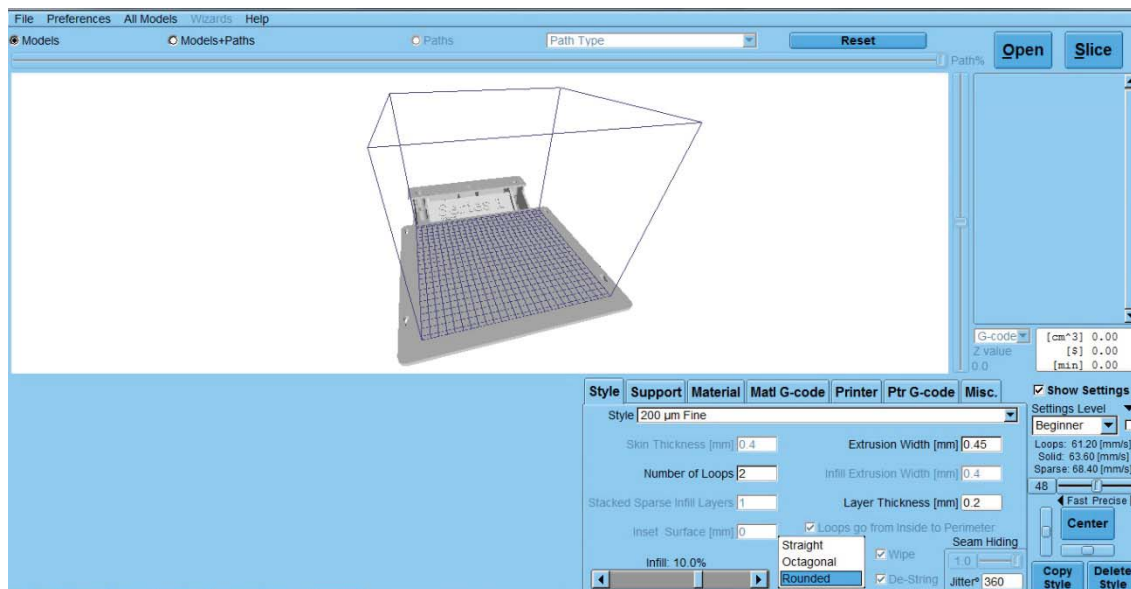 File Preferences All Models Wizards Help
Models Models+Paths Paths Path Type Reset
Open Slice
Path%
Series 1
G-code
Z value
0.0
[cm^3] 0.00
[$] 0.00
[min] 0.00
Style Support Material Matl G-code Printer Ptr G-code Misc.
Style 200 µm Fine
Skin Thickness [mm] 0.4 Extrusion Width [mm] 0.45
Number of Loops 2 Infill Extrusion Width [mm] 0.4
Stacked Sparse Infill Layers 1 Layer Thickness [mm] 0.2
Inset Surface [mm] 0 Loops go from Inside to Perimeter
Infill: 10.0%
Straight
Octagonal
Rounded
Wipe
De-String
Seam Hiding
1.0
Jitterº 360
Show Settings
Settings Level
Beginner
Loops: 61.20 [mm/s]
Solid: 63.60 [mm/s]
Sparse: 68.40 [mm/s]
48
Fast Precise
Center
Copy Style
Delete Style